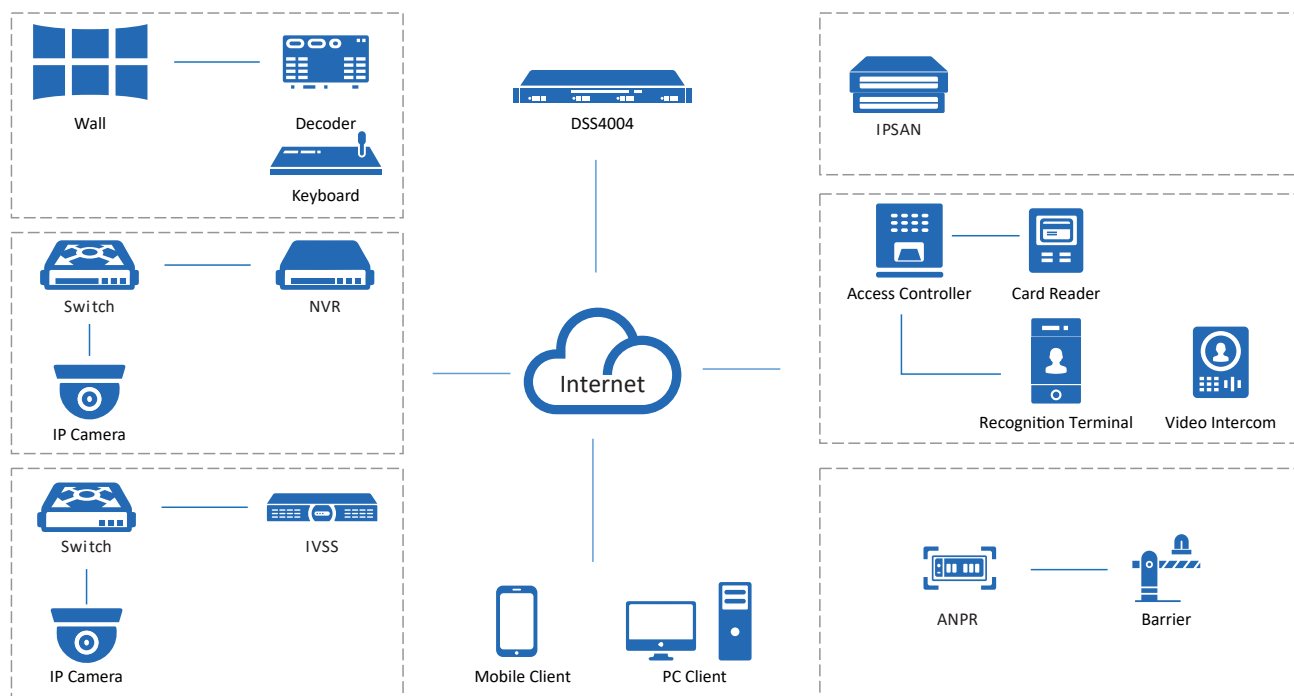 Wall
Decoder
Keyboard
DSS4004
IPSAN
Switch
NVR
IP Camera
Access Controller
Card Reader
Recognition Terminal
Video Intercom
Internet
Switch
IVSS
IP Camera
Mobile Client
PC Client
ANPR
Barrier